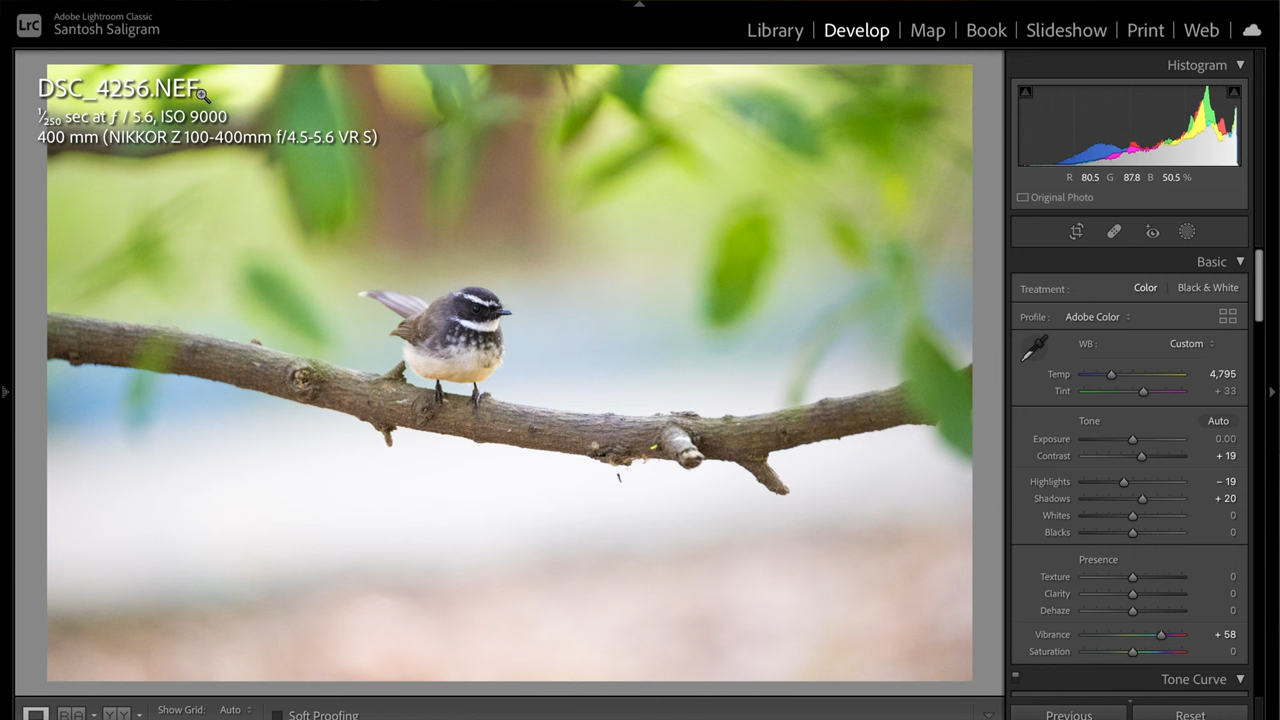 LrC
Adobe Lightroom Classic
Santosh Saligram
Library | Develop | Map | Book | Slideshow | Print | Web
DSC_4256.NEF
1/250 sec at ƒ / 5.6, ISO 9000
400 mm (NIKKOR Z 100-400mm f/4.5-5.6 VR S)
Histogram
R 80.5 G 87.8 B 50.5 %
Original Photo
Basic
Treatment : Color | Black & White
Profile : Adobe Color
WB : Custom
Temp 4,795
Tint + 33
Tone Auto
Exposure 0.00
Contrast + 19
Highlights – 19
Shadows + 20
Whites 0
Blacks 0
Presence
Texture 0
Clarity 0
Dehaze 0
Vibrance + 58
Saturation 0
Tone Curve
Previous Reset
RA YY Show Grid: Auto Soft Proofing